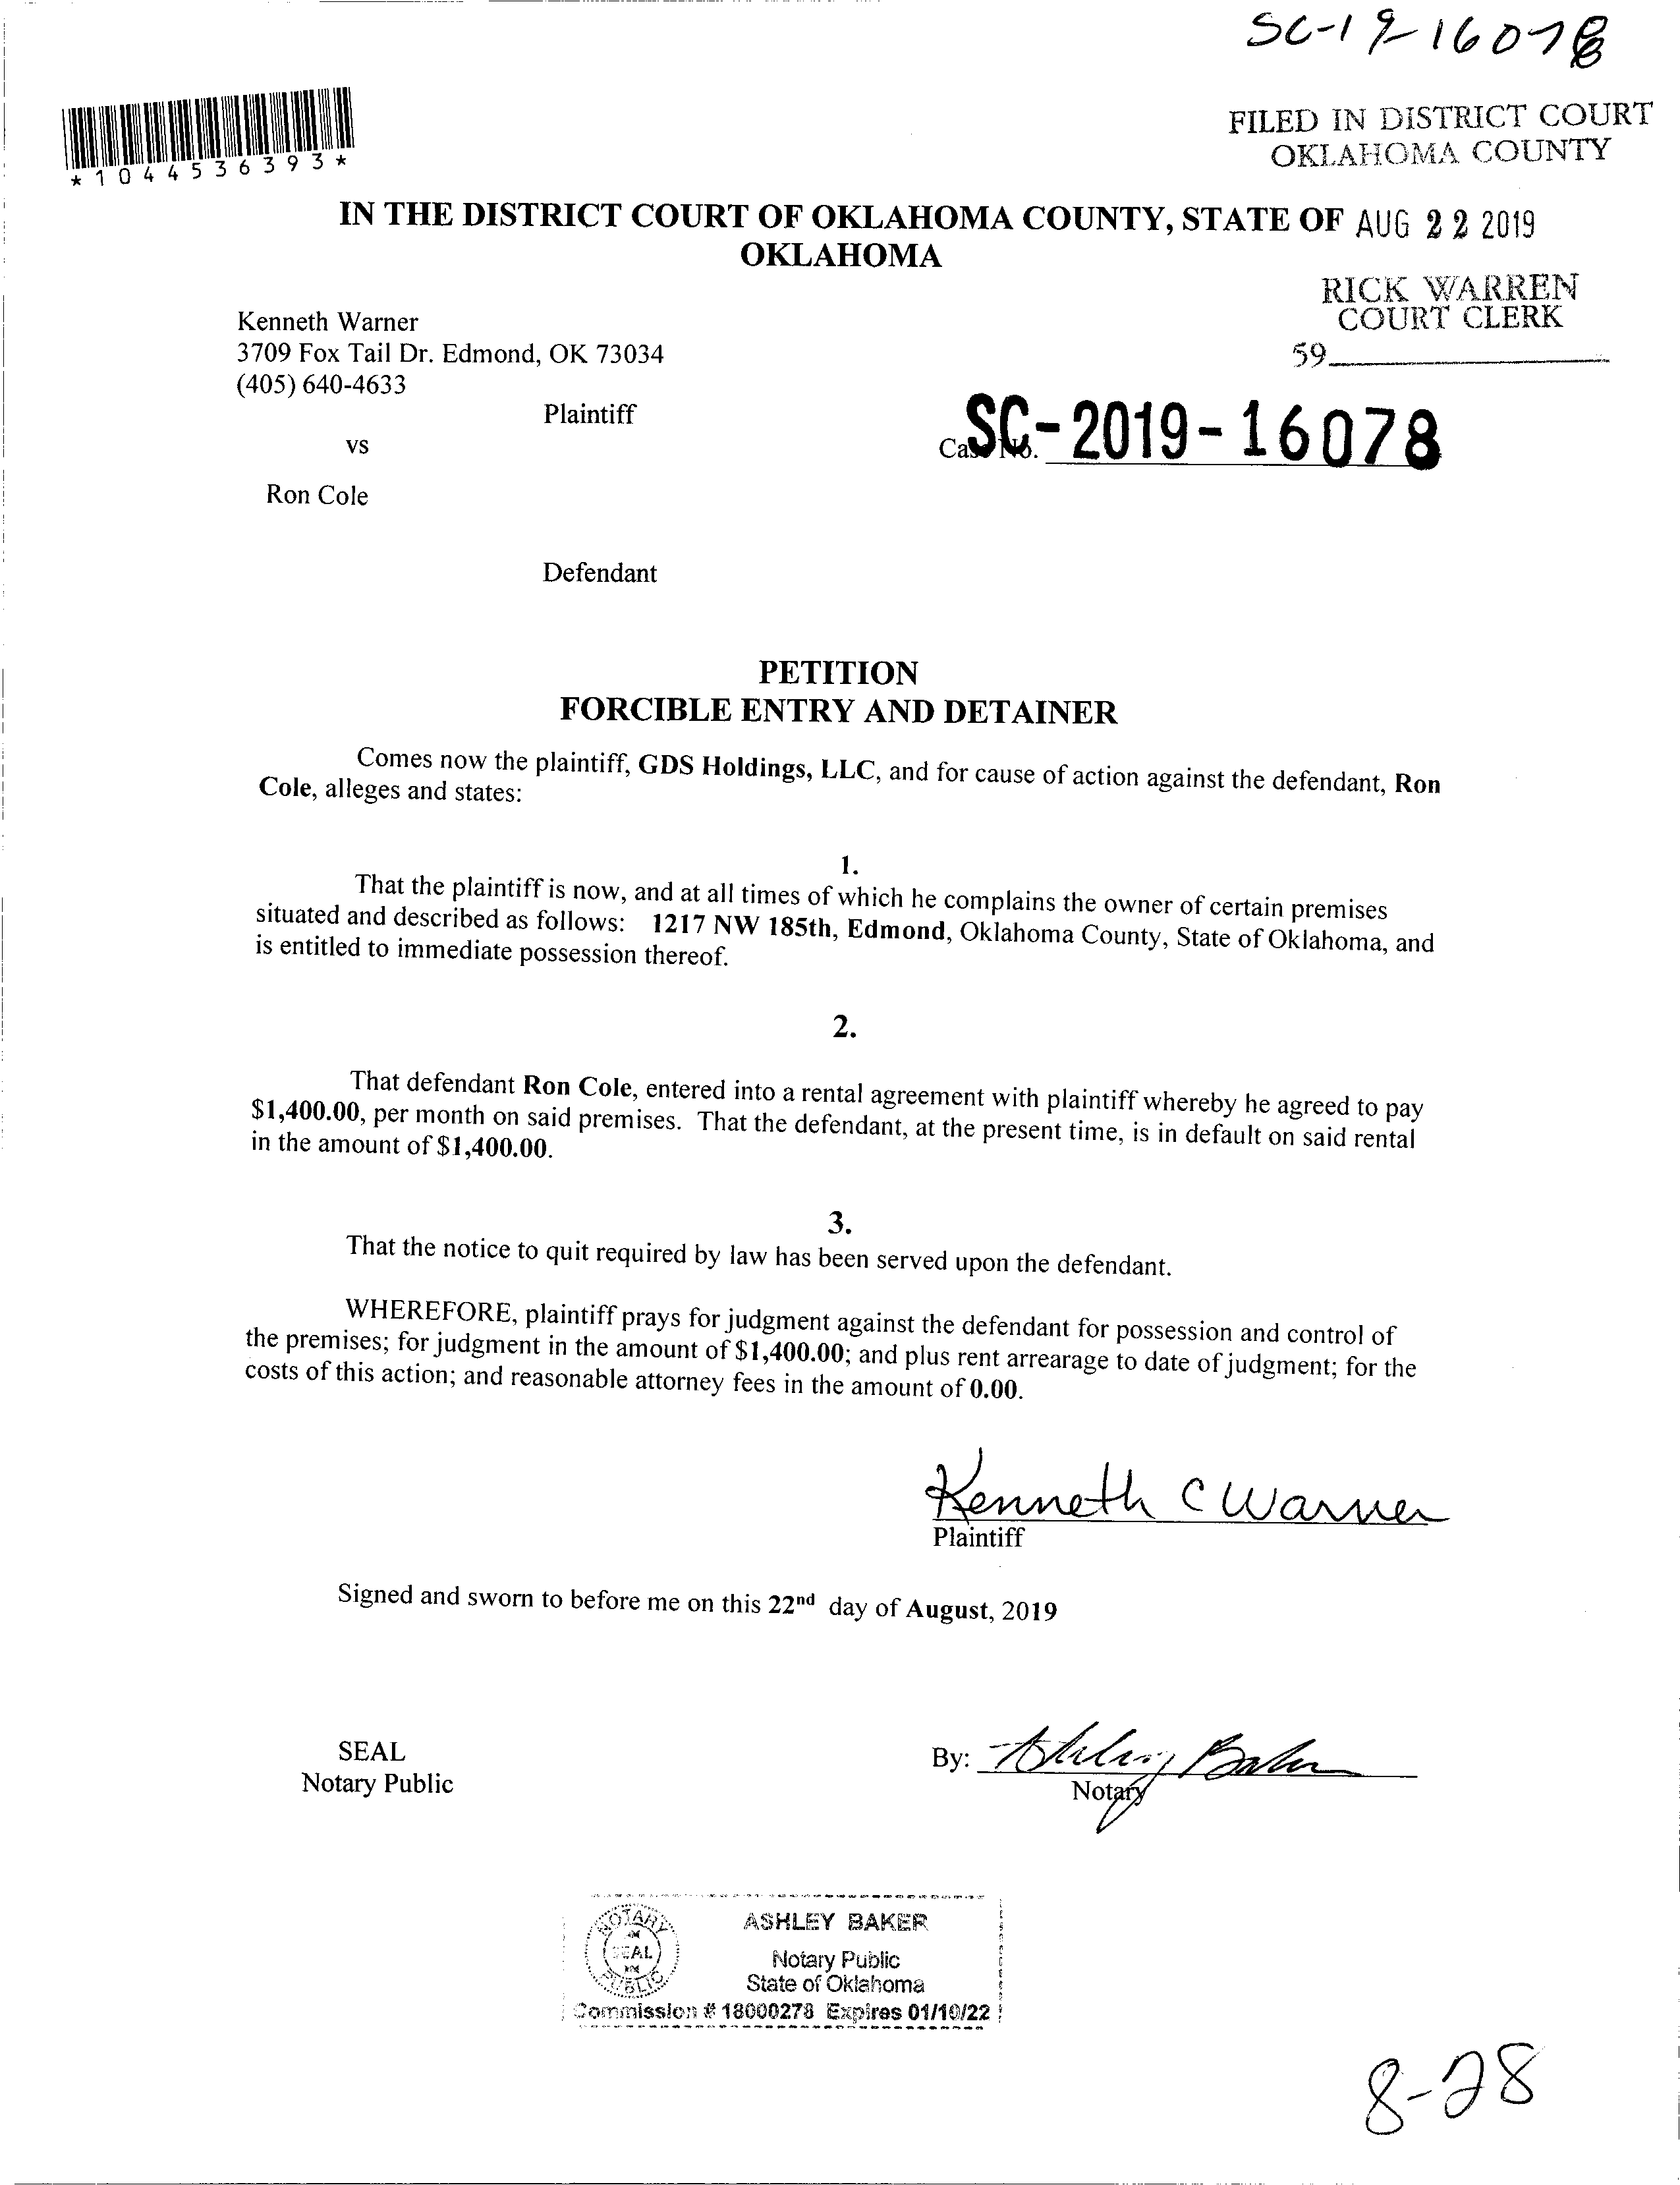 SC-19-16078
*1044536393*
FILED IN DISTRICT COURT
OKLAHOMA COUNTY
IN THE DISTRICT COURT OF OKLAHOMA COUNTY, STATE OF AUG 22 2019
OKLAHOMA
RICK WARREN
COURT CLERK
59
Kenneth Warner
3709 Fox Tail Dr. Edmond, OK 73034
(405) 640-4633
Plaintiff
vs
Case No. SC-2019-16078
Ron Cole
Defendant
PETITION
FORCIBLE ENTRY AND DETAINER
Comes now the plaintiff, GDS Holdings, LLC, and for cause of action against the defendant, Ron
Cole, alleges and states:
1.
That the plaintiff is now, and at all times of which he complains the owner of certain premises
situated and described as follows: 1217 NW 185th, Edmond, Oklahoma County, State of Oklahoma, and
is entitled to immediate possession thereof.
2.
That defendant Ron Cole, entered into a rental agreement with plaintiff whereby he agreed to pay
$1,400.00, per month on said premises. That the defendant, at the present time, is in default on said rental
in the amount of $1,400.00.
3.
That the notice to quit required by law has been served upon the defendant.
WHEREFORE, plaintiff prays for judgment against the defendant for possession and control of
the premises; for judgment in the amount of $1,400.00; and plus rent arrearage to date of judgment; for the
costs of this action; and reasonable attorney fees in the amount of 0.00.
Kenneth C Warner
Plaintiff
Signed and sworn to before me on this 22nd day of August, 2019
SEAL
Notary Public
By: Ashley Baker
Notary
NOTARY
SEAL
PUBLIC
ASHLEY BAKER
Notary Public
State of Oklahoma
Commission # 18000278 Expires 01/10/22
8-28